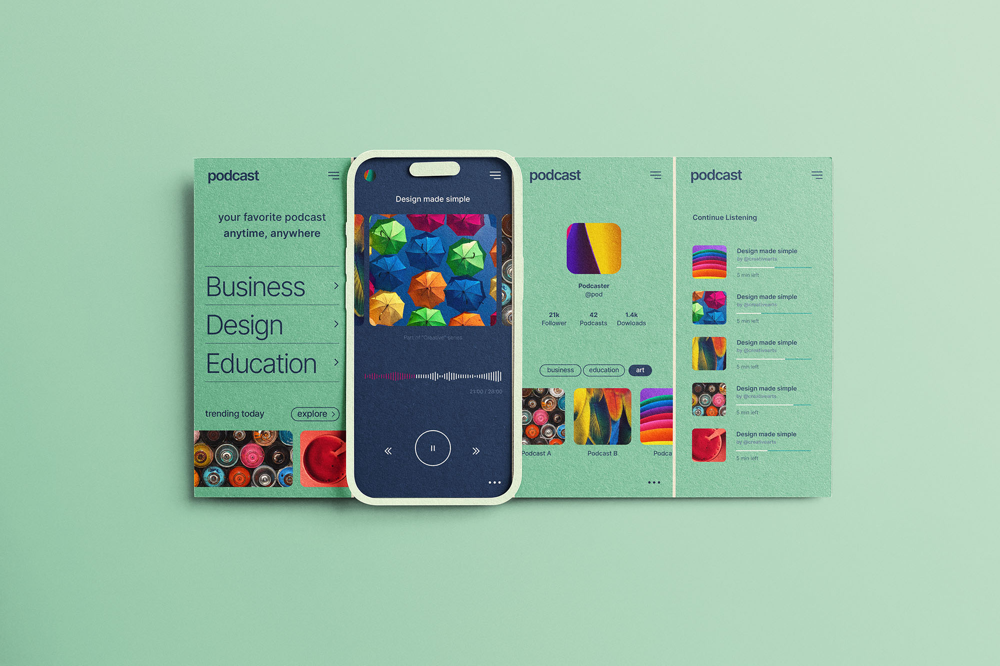 podcast
your favorite podcast
anytime, anywhere
Business
Design
Education
trending today
explore
Design made simple
Part of "Creative" series
21:00 / 28:00
podcast
Podcaster
@pod
21k
Follower
42
Podcasts
1.4k
Dowloads
business
education
art
Podcast A
Podcast B
Podca
podcast
Continue Listening
Design made simple
by @creativearts
5 min left
Design made simple
by @creativearts
5 min left
Design made simple
by @creativearts
5 min left
Design made simple
by @creativearts
5 min left
Design made simple
by @creativearts
5 min left